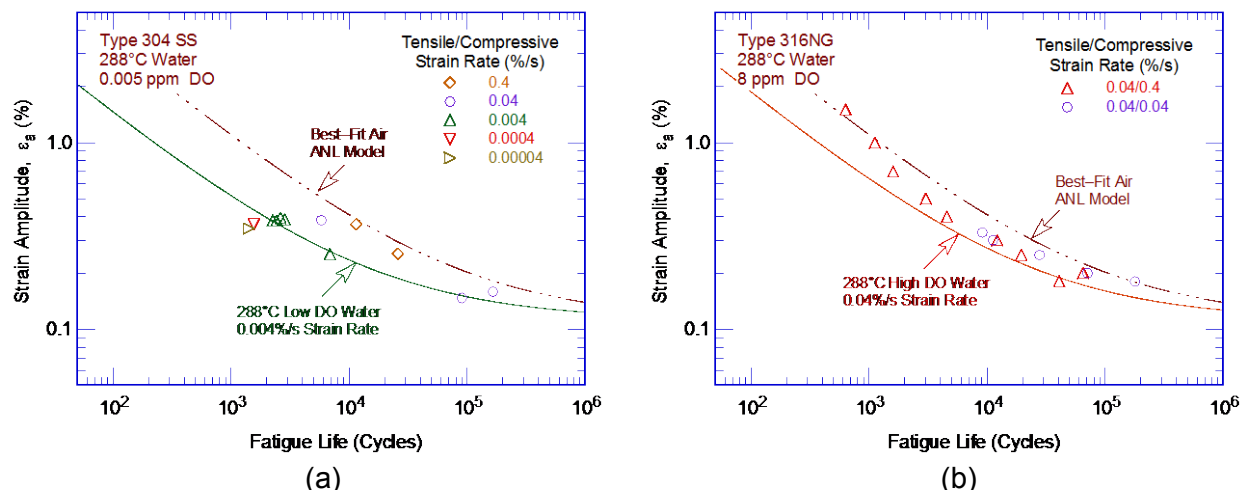 Type 304 SS
288°C Water
0.005 ppm DO
Tensile/Compressive
Strain Rate (%/s)
0.4
0.04
0.004
0.0004
0.00004
Best–Fit Air
ANL Model
288°C Low DO Water
0.004%/s Strain Rate
Strain Amplitude, εa (%)
1.0
0.1
10²
10³
10⁴
10⁵
10⁶
Fatigue Life (Cycles)
(a)
Type 316NG
288°C Water
8 ppm DO
Tensile/Compressive
Strain Rate (%/s)
0.04/0.4
0.04/0.04
Best–Fit Air
ANL Model
288°C High DO Water
0.04%/s Strain Rate
Strain Amplitude, εa (%)
1.0
0.1
10²
10³
10⁴
10⁵
10⁶
Fatigue Life (Cycles)
(b)